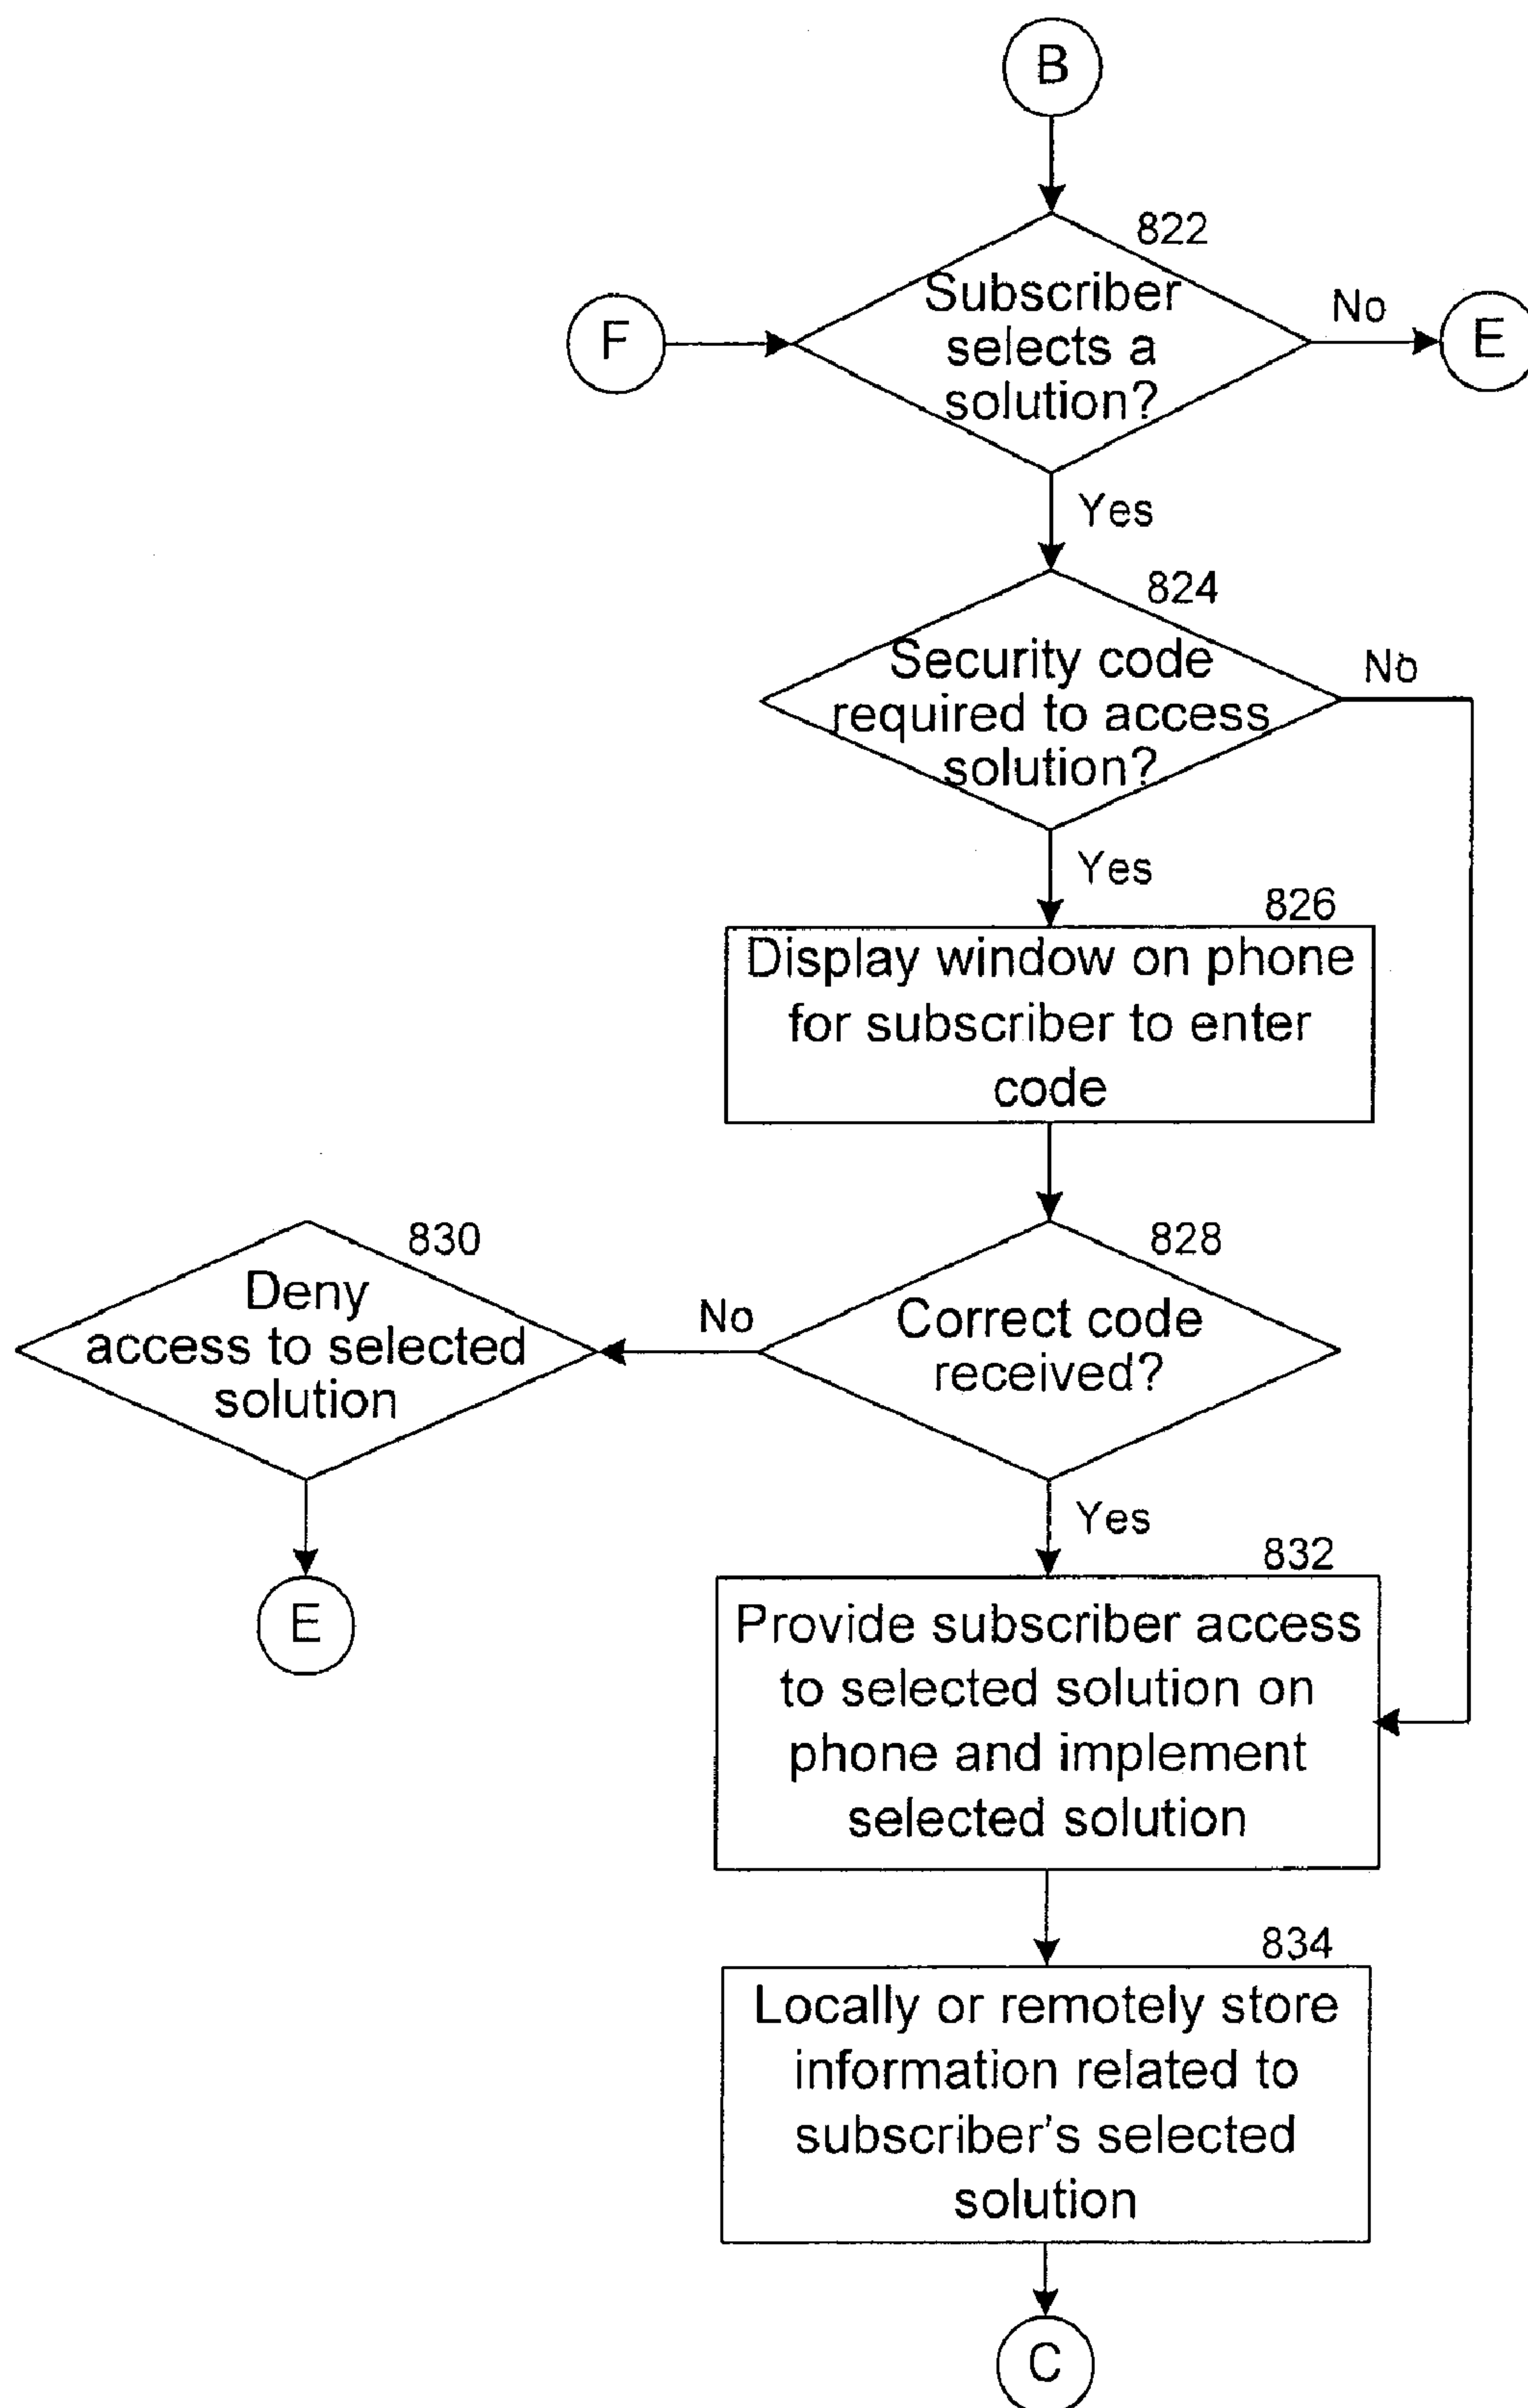 B
822
Subscriber
selects a
solution?
F
No
E
Yes
824
Security code
required to access
solution?
No
Yes
826
Display window on phone
for subscriber to enter
code
830
Deny
access to selected
solution
No
828
Correct code
received?
Yes
E
832
Provide subscriber access
to selected solution on
phone and implement
selected solution
834
Locally or remotely store
information related to
subscriber's selected
solution
C